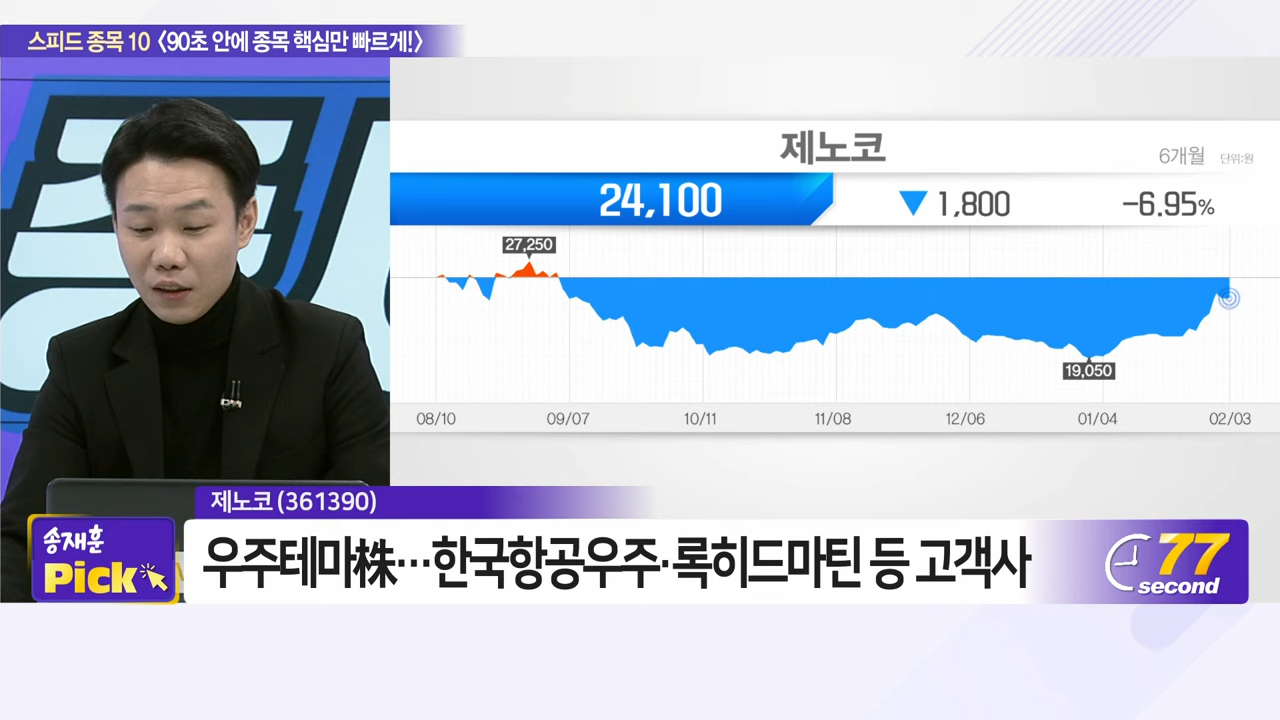 스피드 종목 10 〈90초 안에 종목 핵심만 빠르게!〉
제노코
6개월 단위:원
24,100 ▼ 1,800 -6.95%
27,250
19,050
08/10 09/07 10/11 11/08 12/06 01/04 02/03
제노코 (361390)
송재훈
Pick
우주테마株…한국항공우주·록히드마틴 등 고객사
77
second